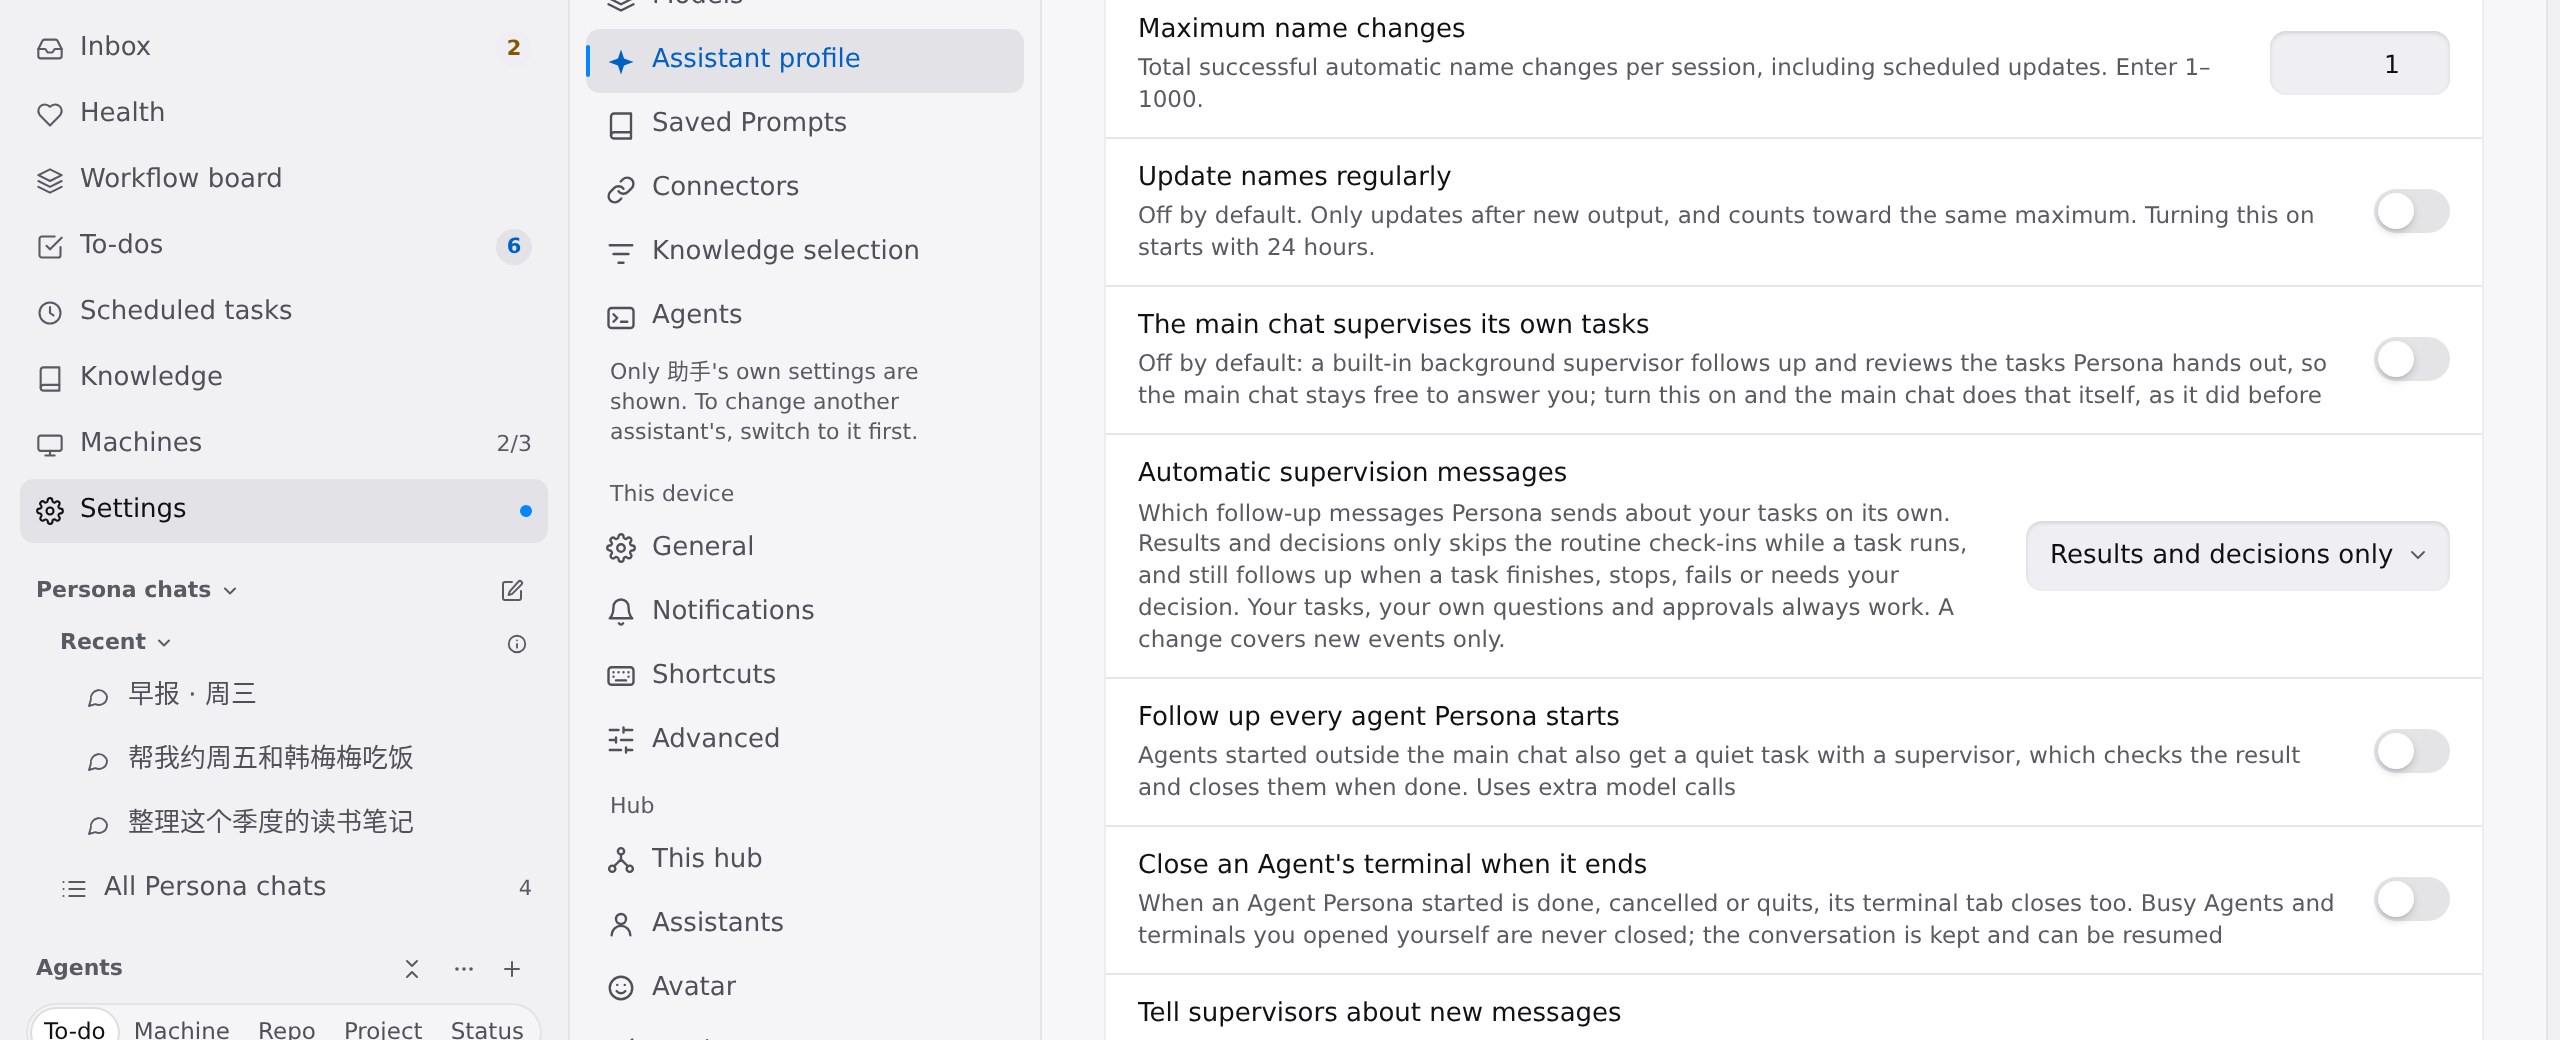 Inbox
2
Health
Workflow board
To-dos
6
Scheduled tasks
Knowledge
Machines
2/3
Settings
Persona chats
Recent
早报 · 周三
帮我约周五和韩梅梅吃饭
整理这个季度的读书笔记
All Persona chats
4
Agents
To-do
Machine
Repo
Project
Status
Models
Assistant profile
Saved Prompts
Connectors
Knowledge selection
Agents
Only 助手's own settings are
shown. To change another
assistant's, switch to it first.
This device
General
Notifications
Shortcuts
Advanced
Hub
This hub
Assistants
Avatar
Maximum name changes
Total successful automatic name changes per session, including scheduled updates. Enter 1–
1000.
1
Update names regularly
Off by default. Only updates after new output, and counts toward the same maximum. Turning this on
starts with 24 hours.
The main chat supervises its own tasks
Off by default: a built-in background supervisor follows up and reviews the tasks Persona hands out, so
the main chat stays free to answer you; turn this on and the main chat does that itself, as it did before
Automatic supervision messages
Which follow-up messages Persona sends about your tasks on its own.
Results and decisions only skips the routine check-ins while a task runs,
and still follows up when a task finishes, stops, fails or needs your
decision. Your tasks, your own questions and approvals always work. A
change covers new events only.
Results and decisions only
Follow up every agent Persona starts
Agents started outside the main chat also get a quiet task with a supervisor, which checks the result
and closes them when done. Uses extra model calls
Close an Agent's terminal when it ends
When an Agent Persona started is done, cancelled or quits, its terminal tab closes too. Busy Agents and
terminals you opened yourself are never closed; the conversation is kept and can be resumed
Tell supervisors about new messages